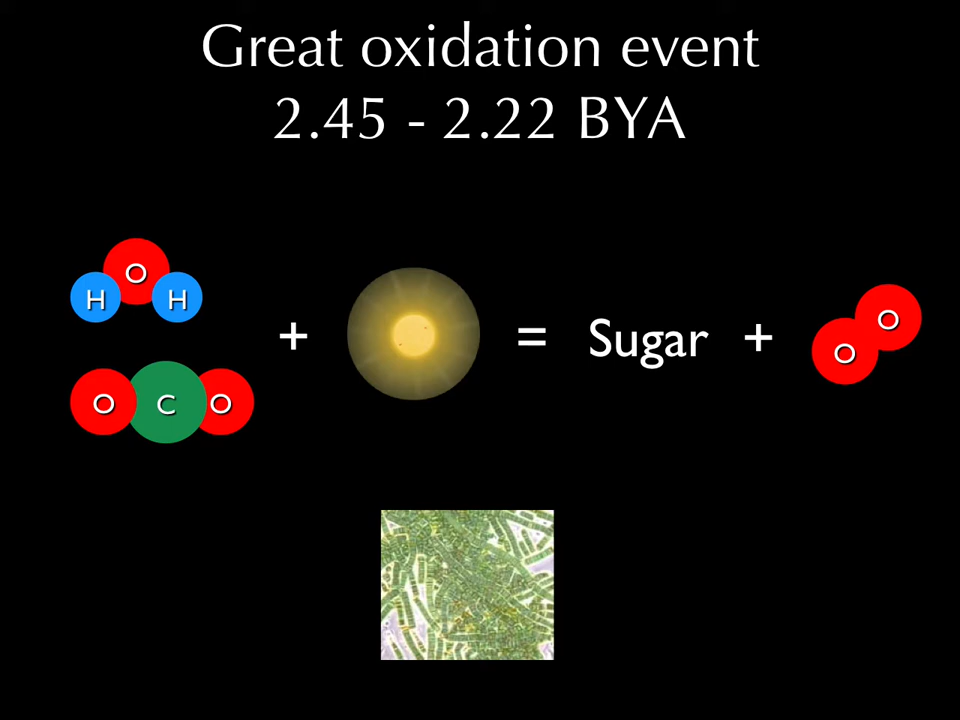 Great oxidation event
2.45 - 2.22 BYA
O
H H
O C O
+ = Sugar + O O